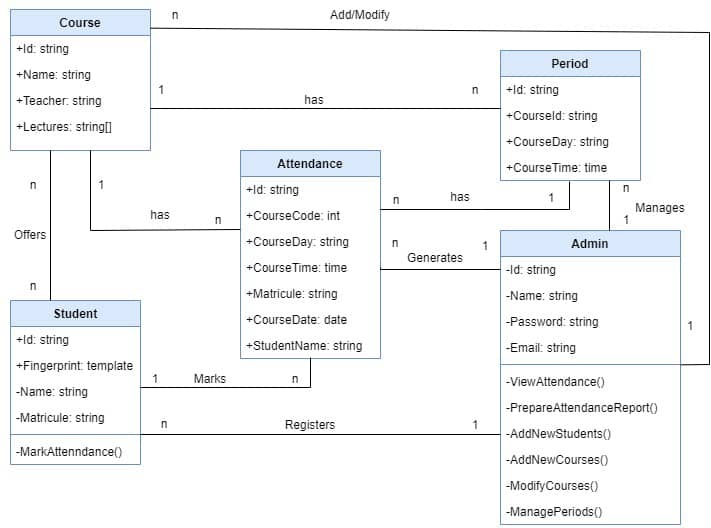 Course
+Id: string
+Name: string
+Teacher: string
+Lectures: string[]
n
Add/Modify
1
has
n
Period
+Id: string
+CourseId: string
+CourseDay: string
+CourseTime: time
n
Offers
n
1
has
n
Attendance
+Id: string
+CourseCode: int
+CourseDay: string
+CourseTime: time
+Matricule: string
+CourseDate: date
+StudentName: string
n
has
1
n
Manages
1
n
Generates
1
Admin
-Id: string
-Name: string
-Password: string
-Email: string
-ViewAttendance()
-PrepareAttendanceReport()
-AddNewStudents()
-AddNewCourses()
-ModifyCourses()
-ManagePeriods()
1
Student
+Id: string
+Fingerprint: template
-Name: string
-Matricule: string
-MarkAttenndance()
1
Marks
n
n
Registers
1